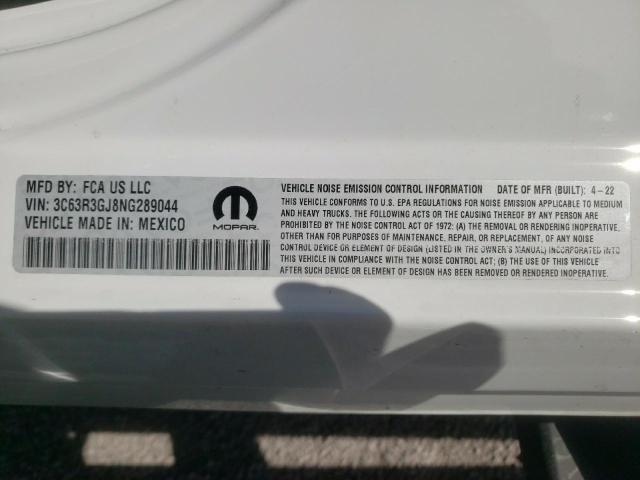 MFD BY: FCA US LLC
VIN: 3C63R3GJ8NG289044
VEHICLE MADE IN: MEXICO
MOPAR
VEHICLE NOISE EMISSION CONTROL INFORMATION DATE OF MFR (BUILT): 4-22
THIS VEHICLE CONFORMS TO U.S. EPA REGULATIONS FOR NOISE EMISSION APPLICABLE TO MEDIUM
AND HEAVY TRUCKS. THE FOLLOWING ACTS OR THE CAUSING THEREOF BY ANY PERSON
ARE PROHIBITED BY THE NOISE CONTROL ACT OF 1972: (A) THE REMOVAL OR RENDERING INOPERATIVE,
OTHER THAN FOR PURPOSES OF MAINTENANCE, REPAIR, OR REPLACEMENT, OF ANY NOISE
CONTROL DEVICE OR ELEMENT OF DESIGN (LISTED IN THE OWNER'S MANUAL) INCORPORATED INTO
THIS VEHICLE IN COMPLIANCE WITH THE NOISE CONTROL ACT; (B) THE USE OF THIS VEHICLE
AFTER SUCH DEVICE OR ELEMENT OF DESIGN HAS BEEN REMOVED OR RENDERED INOPERATIVE.